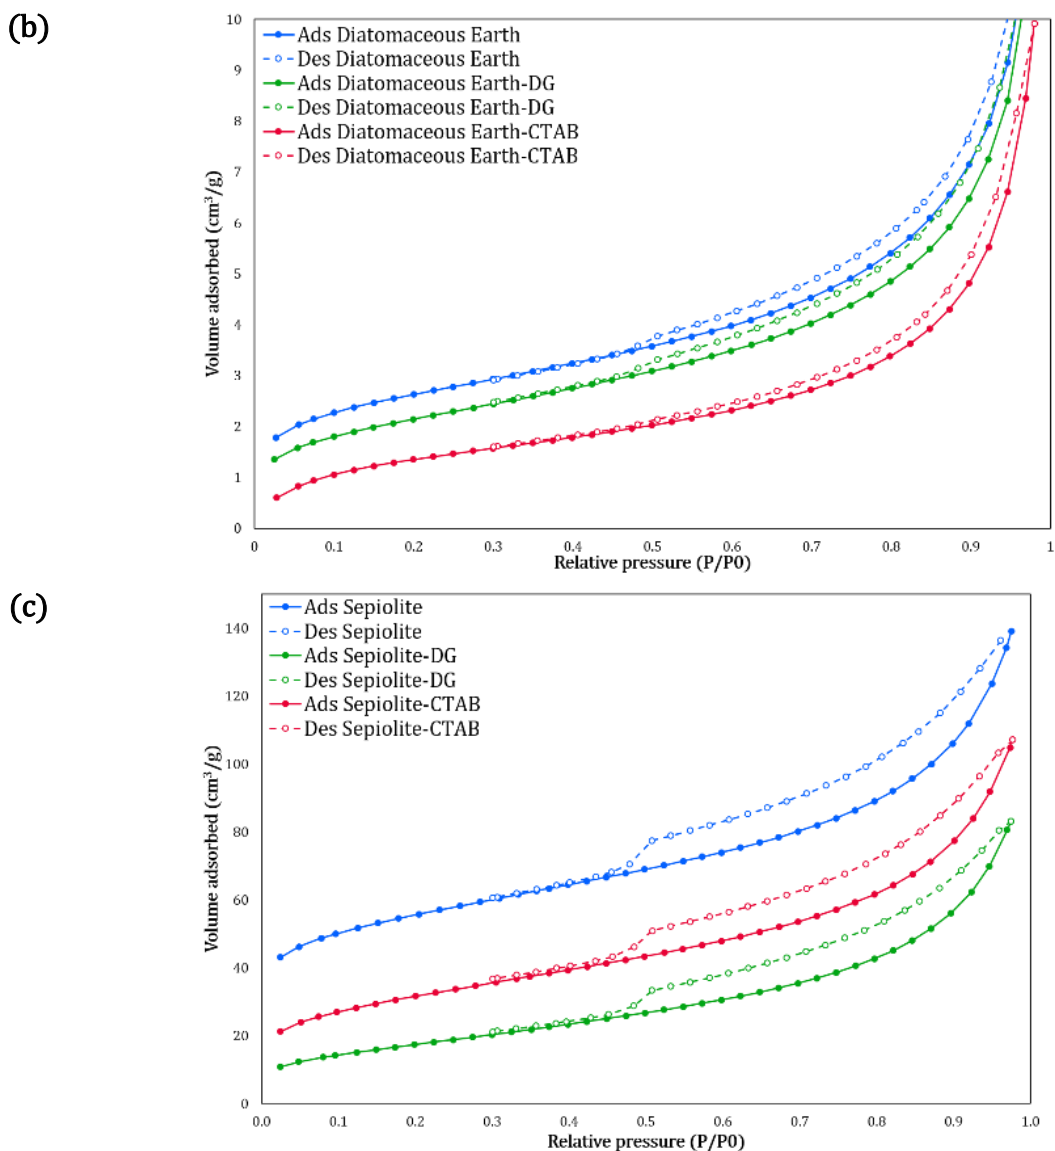 (b)
Ads Diatomaceous Earth
Des Diatomaceous Earth
Ads Diatomaceous Earth-DG
Des Diatomaceous Earth-DG
Ads Diatomaceous Earth-CTAB
Des Diatomaceous Earth-CTAB
Volume adsorbed (cm³/g)
10
9
8
7
6
5
4
3
2
1
0
0 0.1 0.2 0.3 0.4 0.5 0.6 0.7 0.8 0.9 1
Relative pressure (P/P0)
(c)
Ads Sepiolite
Des Sepiolite
Ads Sepiolite-DG
Des Sepiolite-DG
Ads Sepiolite-CTAB
Des Sepiolite-CTAB
Volume adsorbed (cm³/g)
140
120
100
80
60
40
20
0
0.0 0.1 0.2 0.3 0.4 0.5 0.6 0.7 0.8 0.9 1.0
Relative pressure (P/P0)